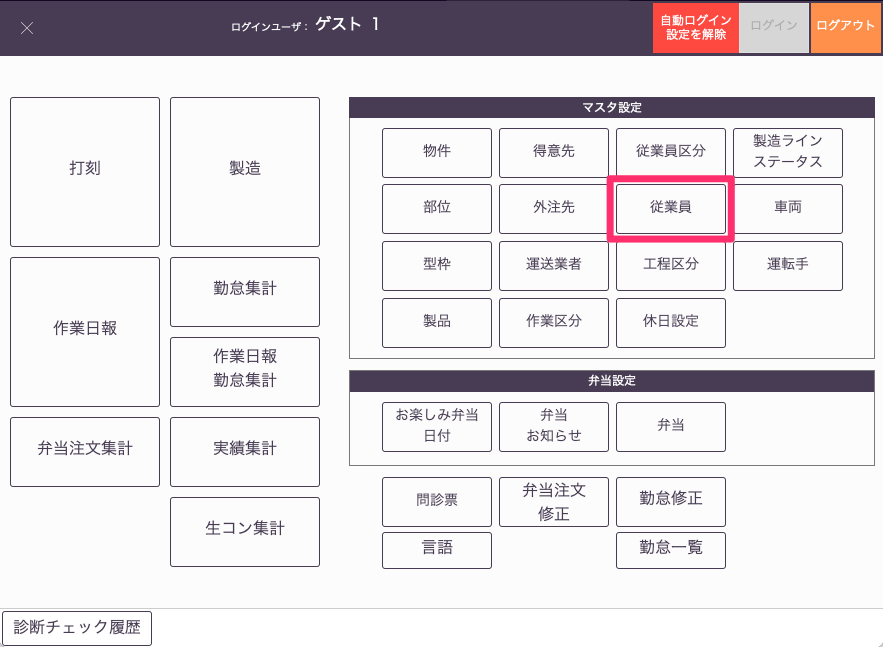 ログインユーザ： ゲスト 1
自動ログイン
設定を解除
ログイン
ログアウト
打刻
製造
作業日報
勤怠集計
作業日報
勤怠集計
弁当注文集計
実績集計
生コン集計
マスタ設定
物件
得意先
従業員区分
製造ライン
ステータス
部位
外注先
従業員
車両
型枠
運送業者
工程区分
運転手
製品
作業区分
休日設定
弁当設定
お楽しみ弁当
日付
弁当
お知らせ
弁当
問診票
弁当注文
修正
勤怠修正
言語
勤怠一覧
診断チェック履歴